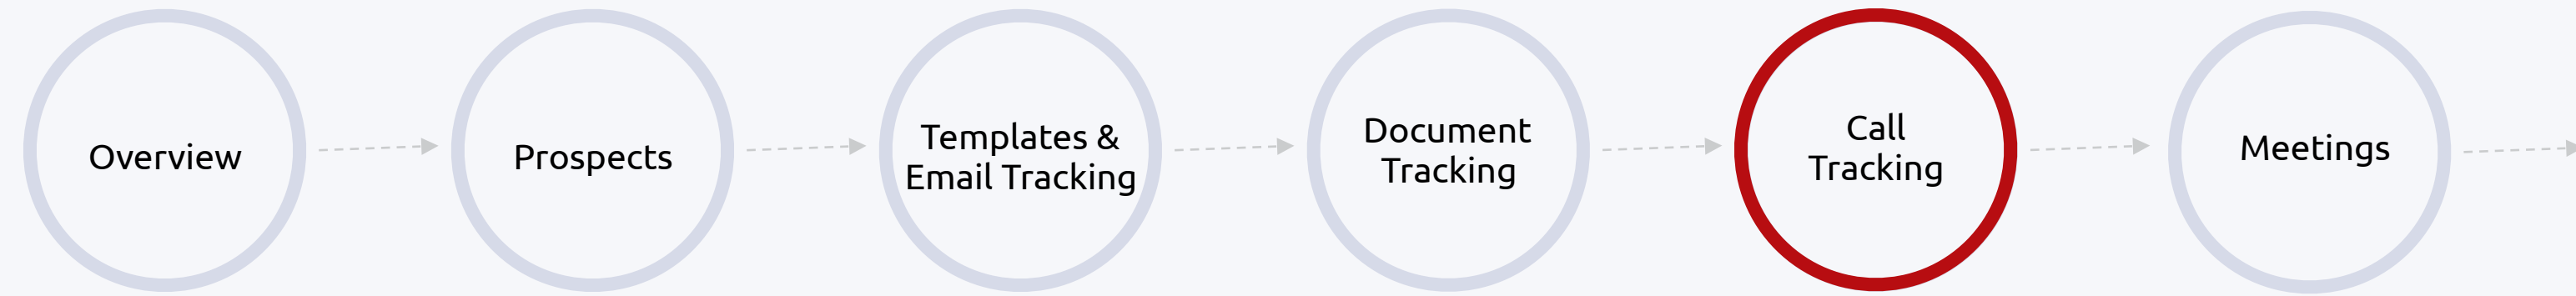 Overview
Prospects
Templates &
Email Tracking
Document
Tracking
Call
Tracking
Meetings